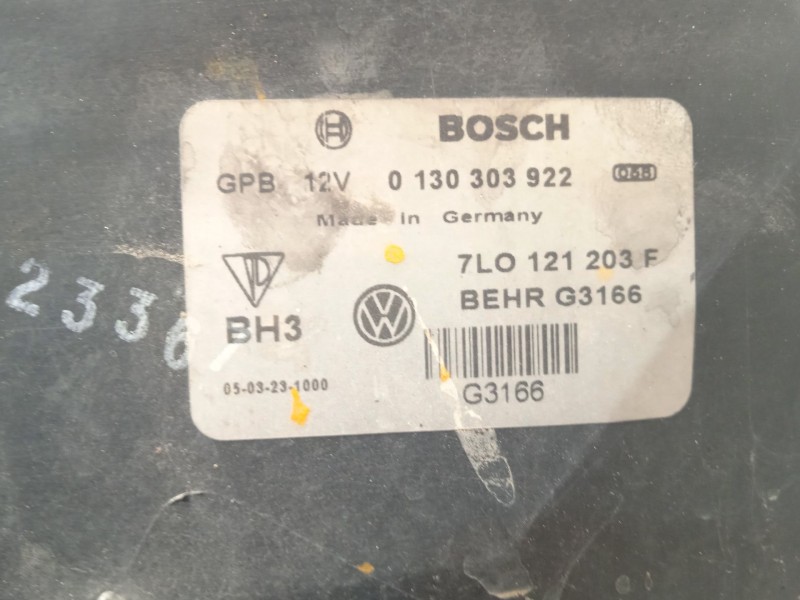 BOSCH
GPB 12V 0 130 303 922
Made in Germany
7LO 121 203 F
BEHR G3166
BH3
05-03-23-1000
G3166
2336